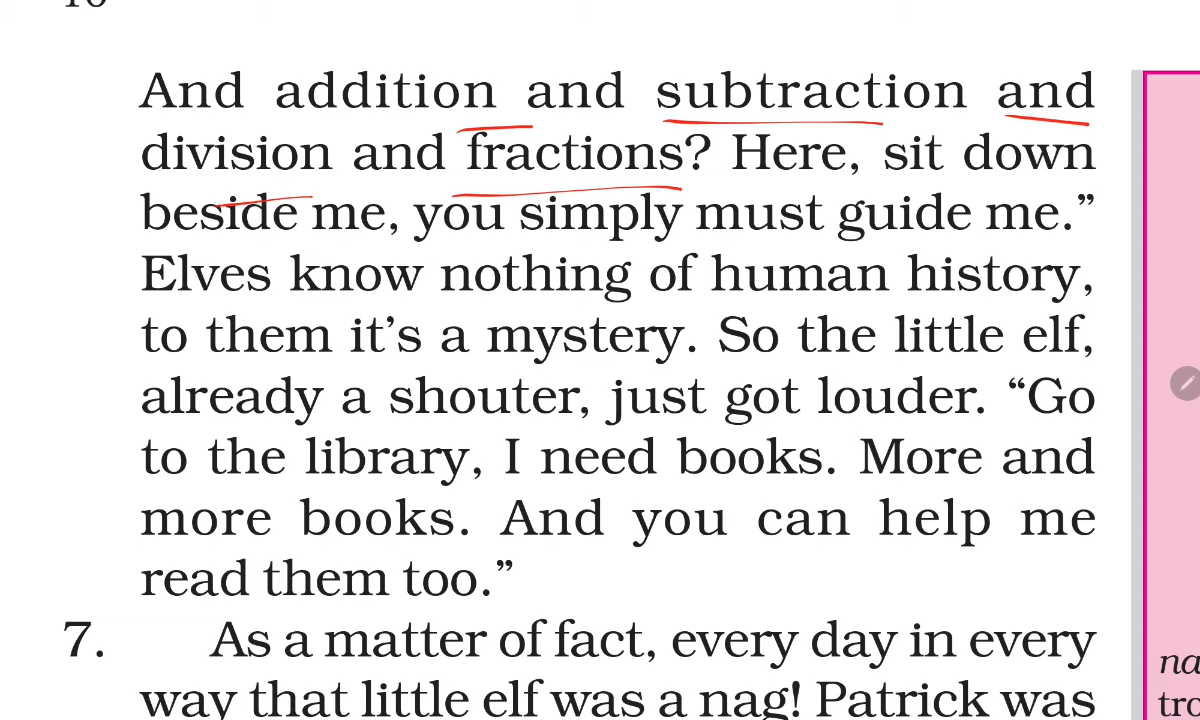 And addition and subtraction and
division and fractions? Here, sit down
beside me, you simply must guide me.”
Elves know nothing of human history,
to them it’s a mystery. So the little elf,
already a shouter, just got louder. “Go
to the library, I need books. More and
more books. And you can help me
read them too.”
7. As a matter of fact, every day in every
na
way that little elf was a nag! Patrick was